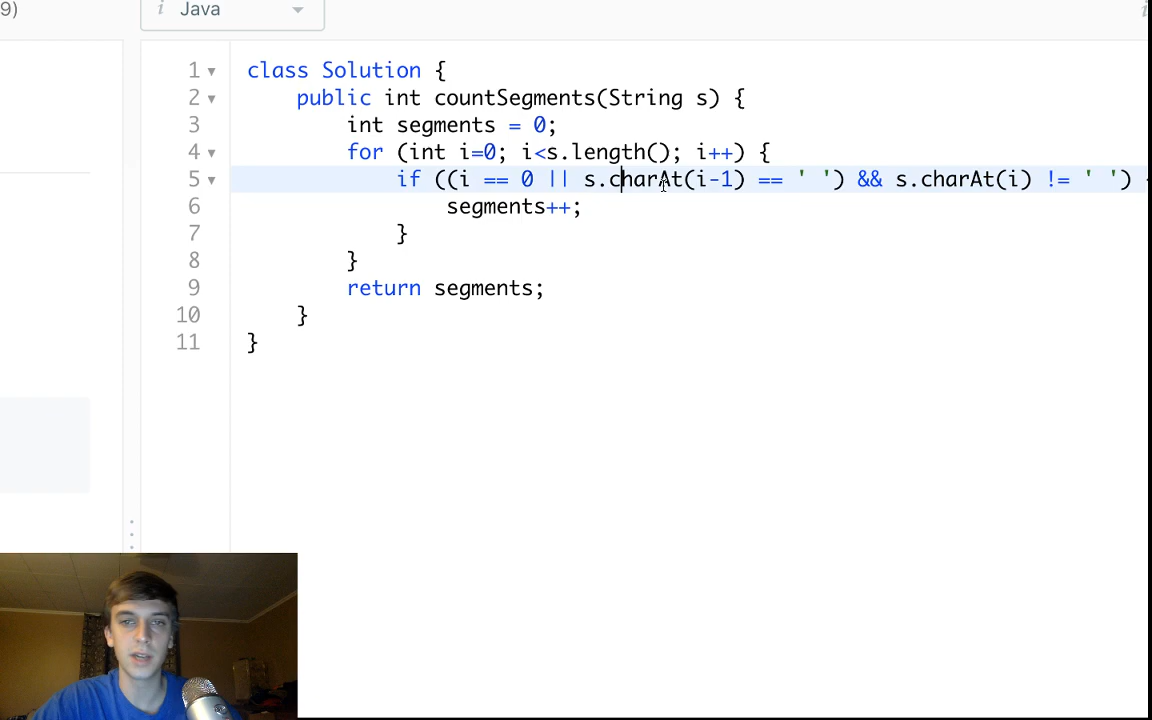 9)
i Java
1 class Solution {
2 public int countSegments(String s) {
3 int segments = 0;
4 for (int i=0; i<s.length(); i++) {
5 if ((i == 0 || s.charAt(i-1) == ' ') && s.charAt(i) != ' ')
6 segments++;
7 }
8 }
9 return segments;
10 }
11 }